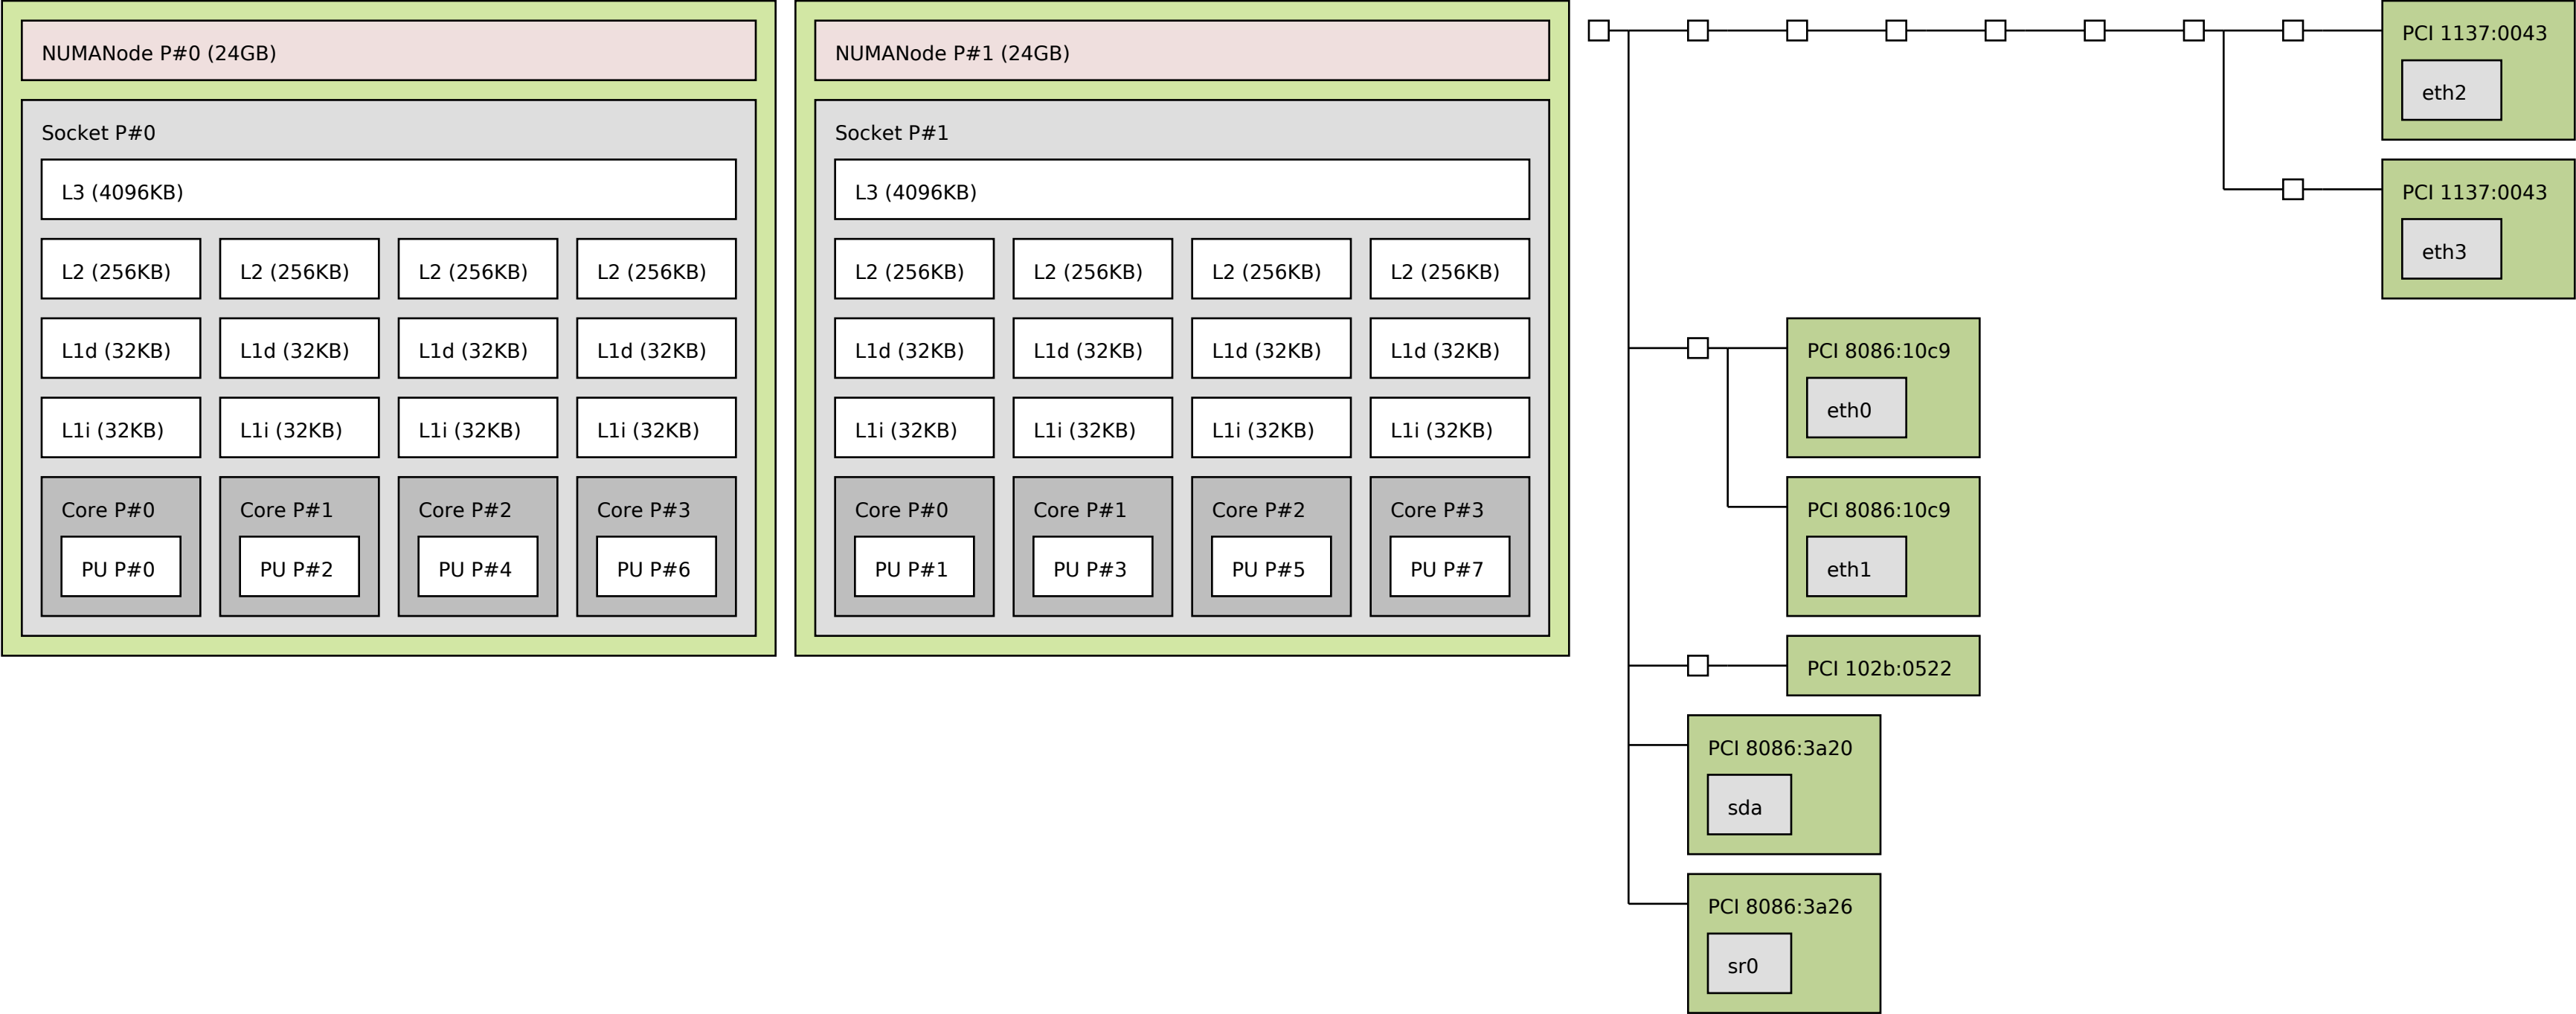 NUMANode P#0 (24GB)
Socket P#0
L3 (4096KB)
L2 (256KB) L2 (256KB) L2 (256KB) L2 (256KB)
L1d (32KB) L1d (32KB) L1d (32KB) L1d (32KB)
L1i (32KB) L1i (32KB) L1i (32KB) L1i (32KB)
Core P#0 Core P#1 Core P#2 Core P#3
PU P#0 PU P#2 PU P#4 PU P#6
NUMANode P#1 (24GB)
Socket P#1
L3 (4096KB)
L2 (256KB) L2 (256KB) L2 (256KB) L2 (256KB)
L1d (32KB) L1d (32KB) L1d (32KB) L1d (32KB)
L1i (32KB) L1i (32KB) L1i (32KB) L1i (32KB)
Core P#0 Core P#1 Core P#2 Core P#3
PU P#1 PU P#3 PU P#5 PU P#7
PCI 1137:0043
eth2
PCI 1137:0043
eth3
PCI 8086:10c9
eth0
PCI 8086:10c9
eth1
PCI 102b:0522
PCI 8086:3a20
sda
PCI 8086:3a26
sr0